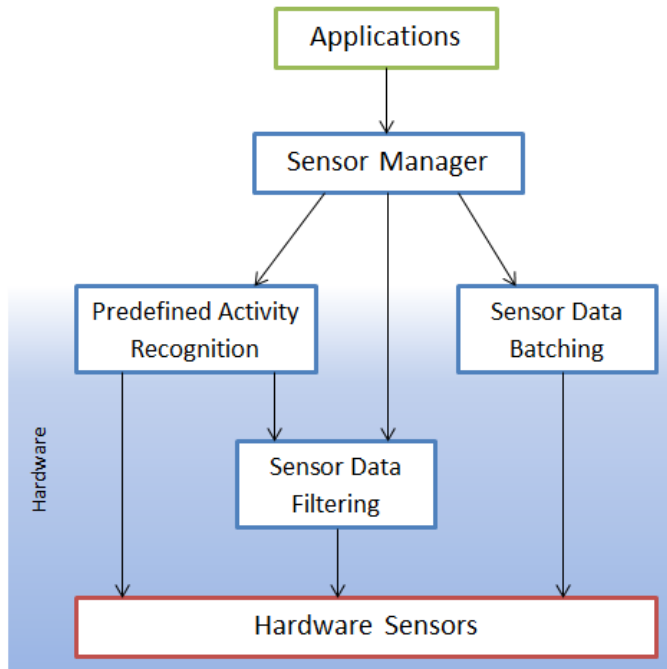 Applications
Sensor Manager
Predefined Activity
Recognition
Sensor Data
Batching
Hardware
Sensor Data
Filtering
Hardware Sensors